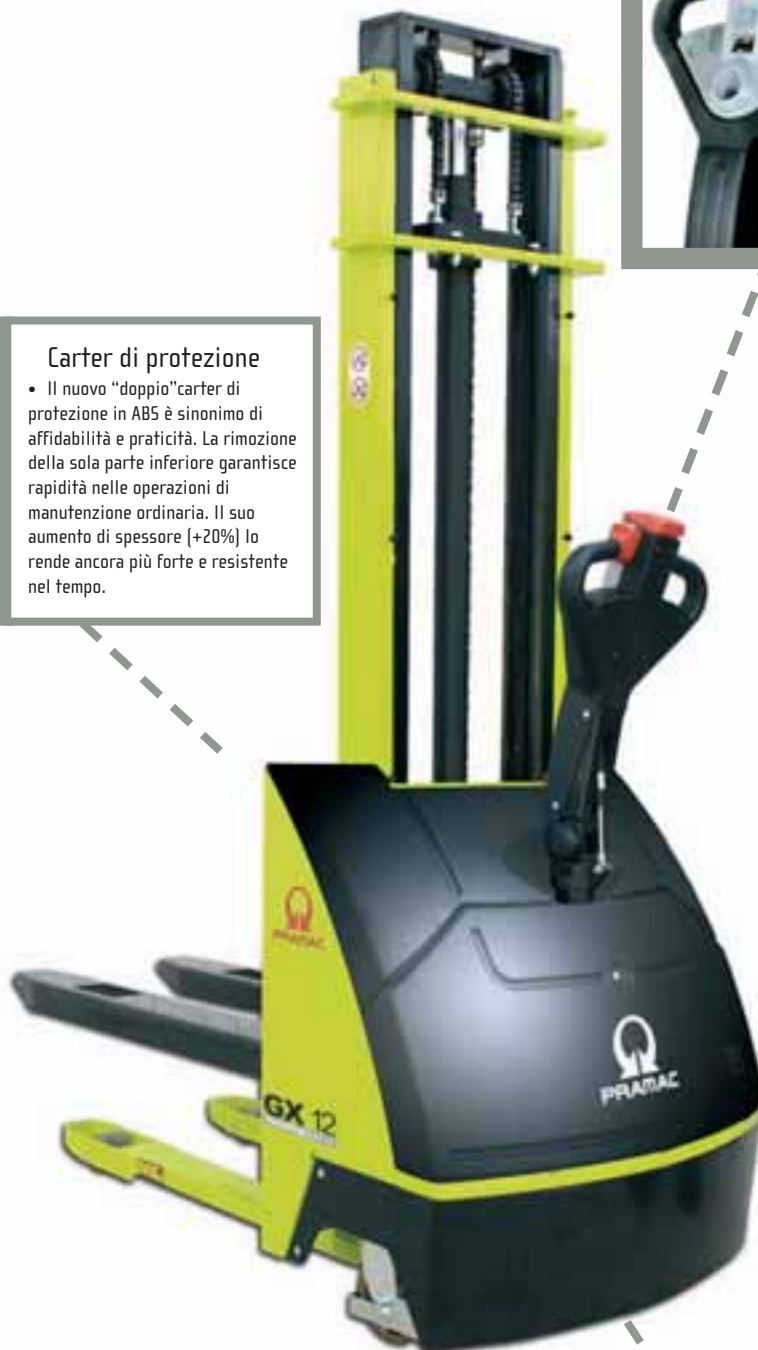 Carter di protezione
• Il nuovo “doppio”carter di
protezione in ABS è sinonimo di
affidabilità e praticità. La rimozione
della sola parte inferiore garantisce
rapidità nelle operazioni di
manutenzione ordinaria. Il suo
aumento di spessore (+20%) lo
rende ancora più forte e resistente
nel tempo.
PRAMAC
PRAMAC
GX 12